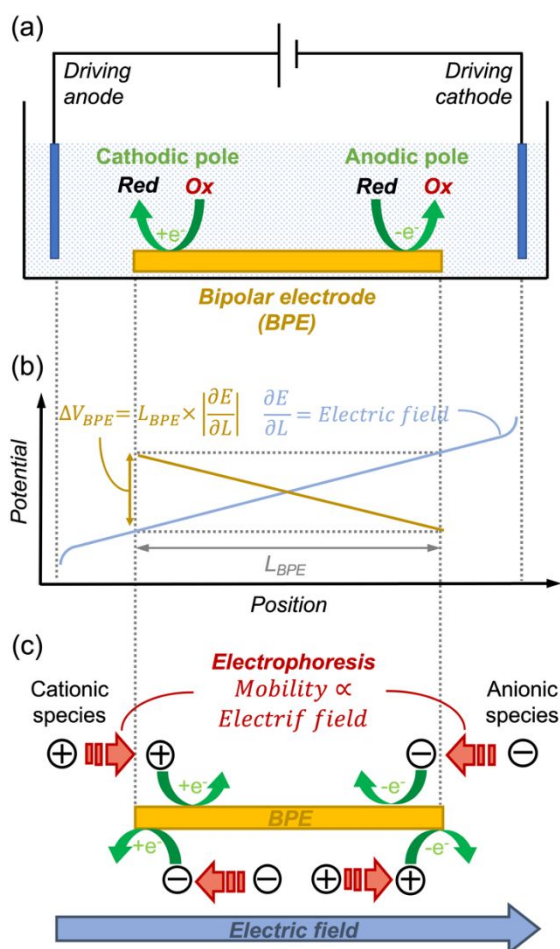 (a)
Driving
anode
Driving
cathode
Cathodic pole
Anodic pole
Red Ox
Red Ox
+e-
-e-
Bipolar electrode
(BPE)
(b)
ΔV_BPE = L_BPE × |∂E/∂L| ∂E/∂L = Electric field
Potential
L_BPE
Position
(c)
Electrophoresis
Cationic
species
Mobility ∝
Electrif field
Anionic
species
+ + − −
+e- -e-
BPE
+e- -e-
− − + +
Electric field